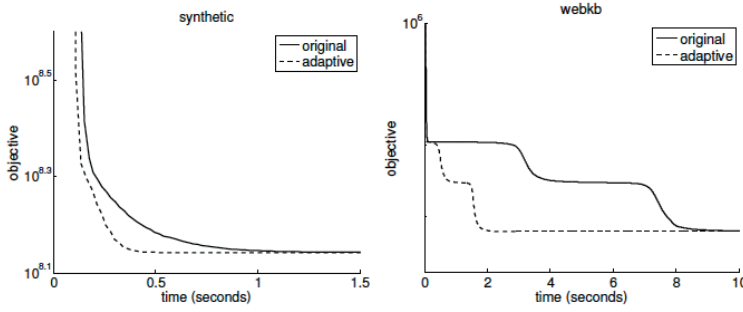 synthetic
original
adaptive
10^8.5
10^8.3
10^8.1
objective
0.5
1
1.5
time (seconds)
webkb
10^6
original
adaptive
objective
0
2
4
6
8
10
time (seconds)